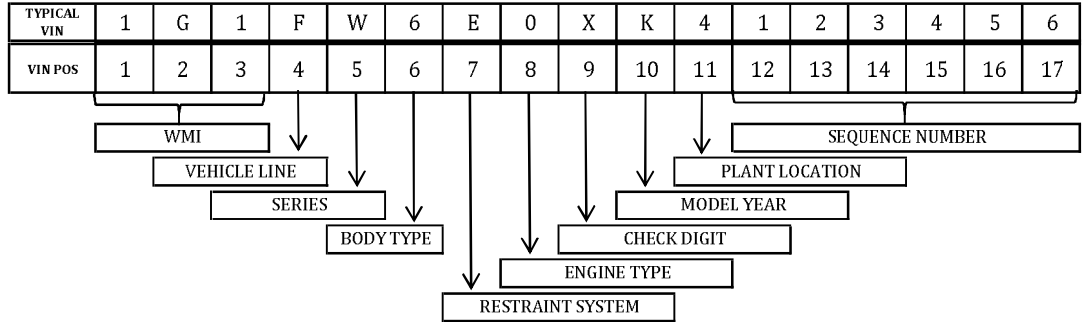 TYPICAL VIN 1 G 1 F W 6 E 0 X K 4 1 2 3 4 5 6
VIN POS 1 2 3 4 5 6 7 8 9 10 11 12 13 14 15 16 17
WMI SEQUENCE NUMBER
VEHICLE LINE PLANT LOCATION
SERIES MODEL YEAR
BODY TYPE CHECK DIGIT
ENGINE TYPE
RESTRAINT SYSTEM